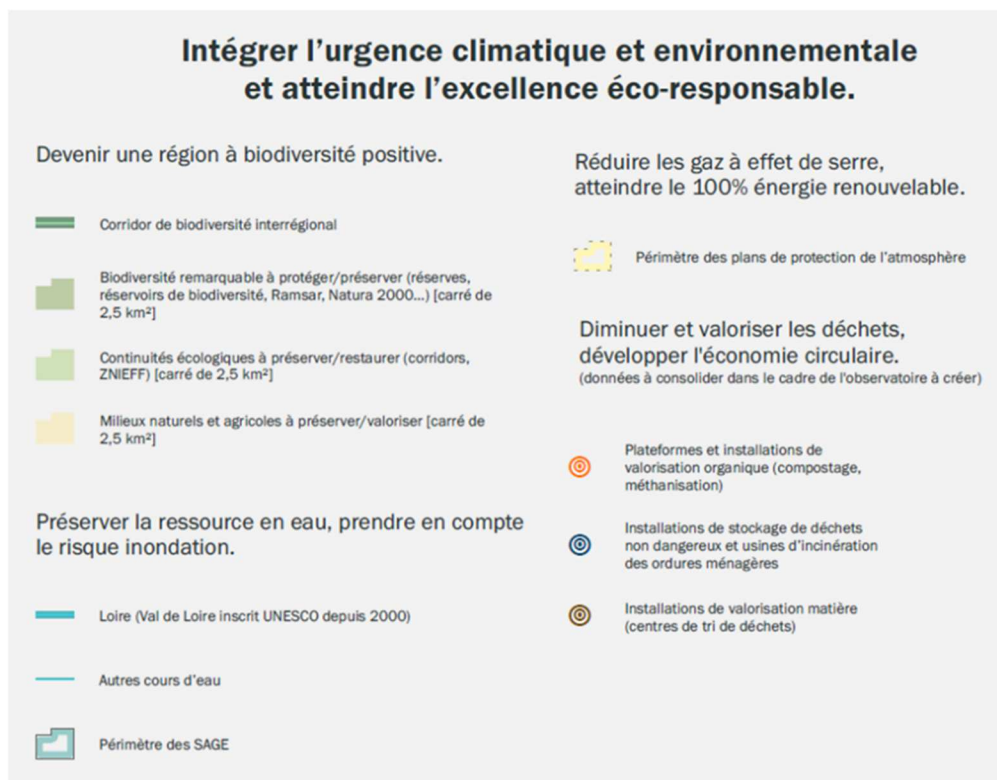 Intégrer l’urgence climatique et environnementale
et atteindre l’excellence éco-responsable.
Devenir une région à biodiversité positive.
Corridor de biodiversité interrégional
Biodiversité remarquable à protéger/préserver (réserves,
réservoirs de biodiversité, Ramsar, Natura 2000...) [carré de
2,5 km²]
Continuités écologiques à préserver/restaurer (corridors,
ZNIEFF) [carré de 2,5 km²]
Milieux naturels et agricoles à préserver/valoriser [carré de
2,5 km²]
Préserver la ressource en eau, prendre en compte
le risque inondation.
Loire (Val de Loire inscrit UNESCO depuis 2000)
Autres cours d’eau
Périmètre des SAGE
Réduire les gaz à effet de serre,
atteindre le 100% énergie renouvelable.
Périmètre des plans de protection de l’atmosphère
Diminuer et valoriser les déchets,
développer l'économie circulaire.
(données à consolider dans le cadre de l'observatoire à créer)
Plateformes et installations de
valorisation organique (compostage,
méthanisation)
Installations de stockage de déchets
non dangereux et usines d’incinération
des ordures ménagères
Installations de valorisation matière
(centres de tri de déchets)